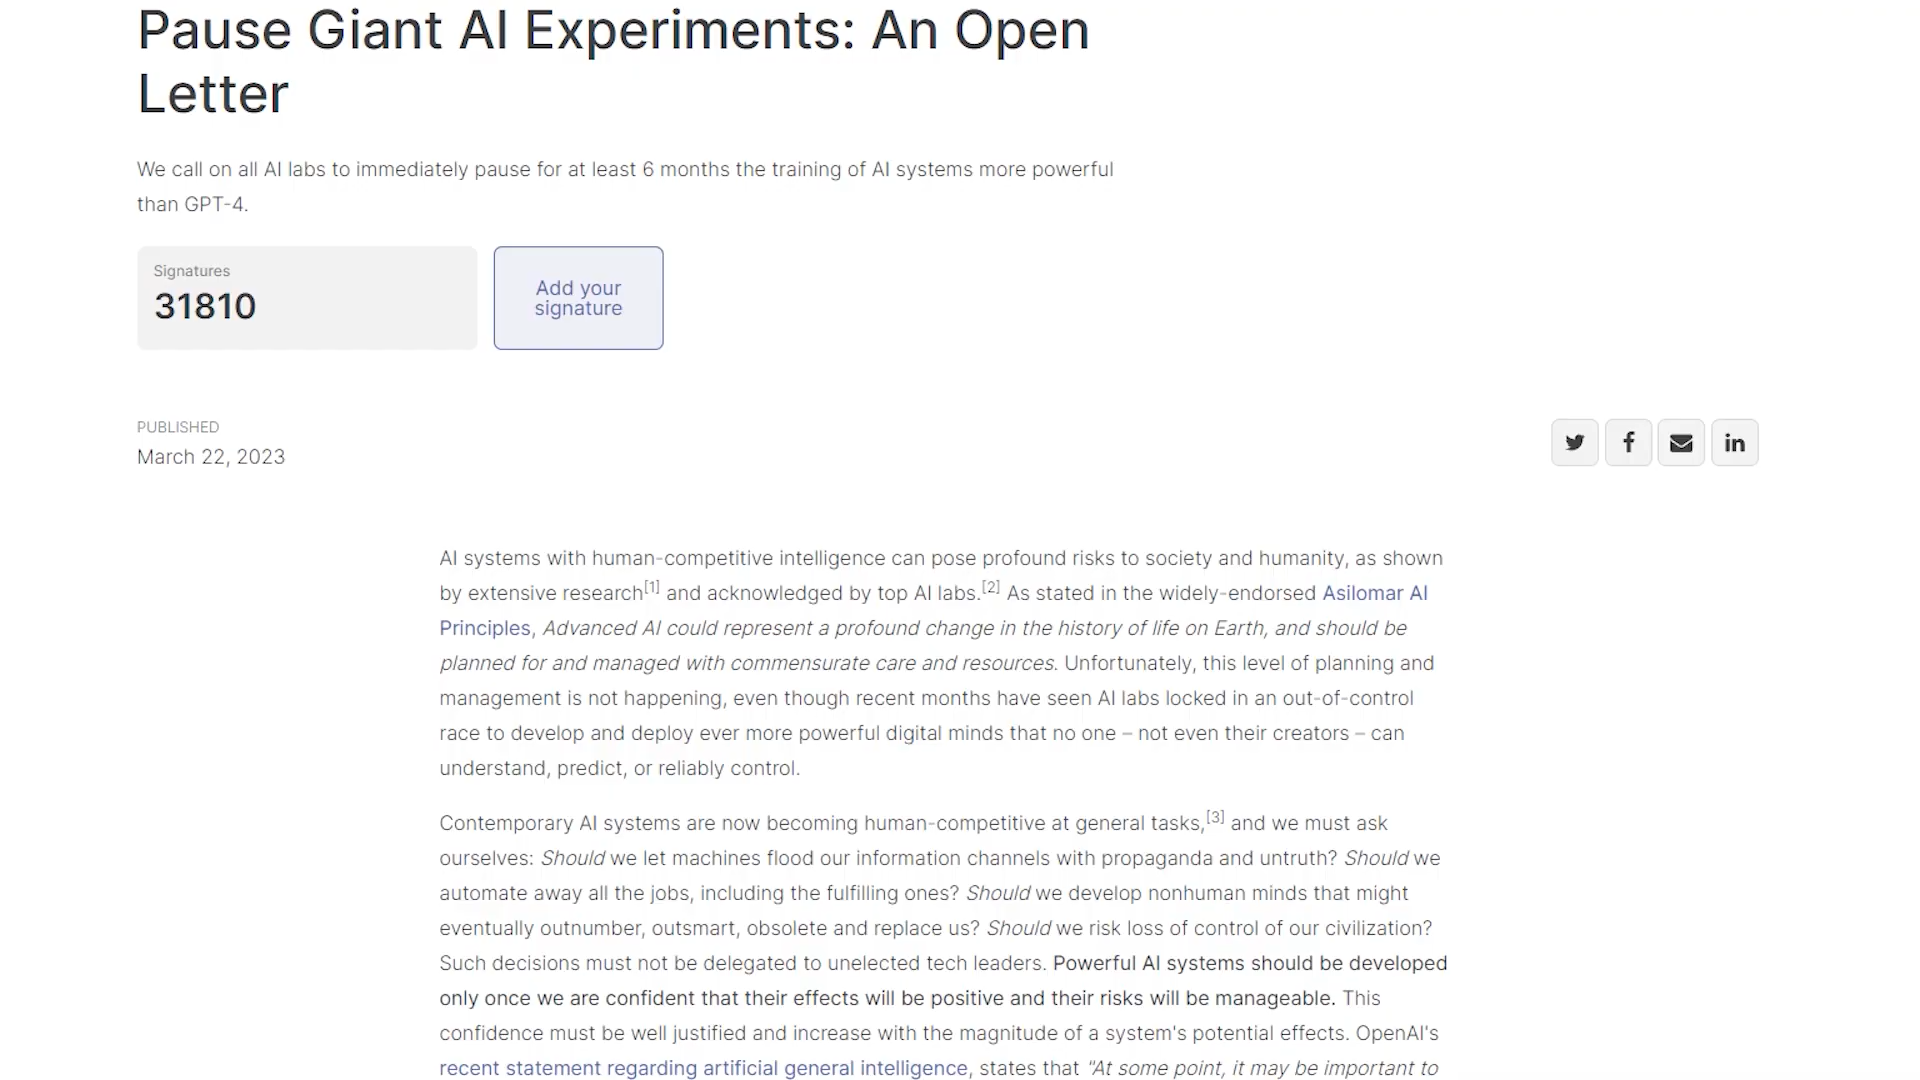 Pause Giant AI Experiments: An Open
Letter
We call on all AI labs to immediately pause for at least 6 months the training of AI systems more powerful
than GPT-4.
Signatures
31810
Add your
signature
PUBLISHED
March 22, 2023
AI systems with human-competitive intelligence can pose profound risks to society and humanity, as shown
by extensive research[1] and acknowledged by top AI labs.[2] As stated in the widely-endorsed Asilomar AI
Principles, Advanced AI could represent a profound change in the history of life on Earth, and should be
planned for and managed with commensurate care and resources. Unfortunately, this level of planning and
management is not happening, even though recent months have seen AI labs locked in an out-of-control
race to develop and deploy ever more powerful digital minds that no one – not even their creators – can
understand, predict, or reliably control.
Contemporary AI systems are now becoming human-competitive at general tasks,[3] and we must ask
ourselves: Should we let machines flood our information channels with propaganda and untruth? Should we
automate away all the jobs, including the fulfilling ones? Should we develop nonhuman minds that might
eventually outnumber, outsmart, obsolete and replace us? Should we risk loss of control of our civilization?
Such decisions must not be delegated to unelected tech leaders. Powerful AI systems should be developed
only once we are confident that their effects will be positive and their risks will be manageable. This
confidence must be well justified and increase with the magnitude of a system's potential effects. OpenAI's
recent statement regarding artificial general intelligence, states that "At some point, it may be important to